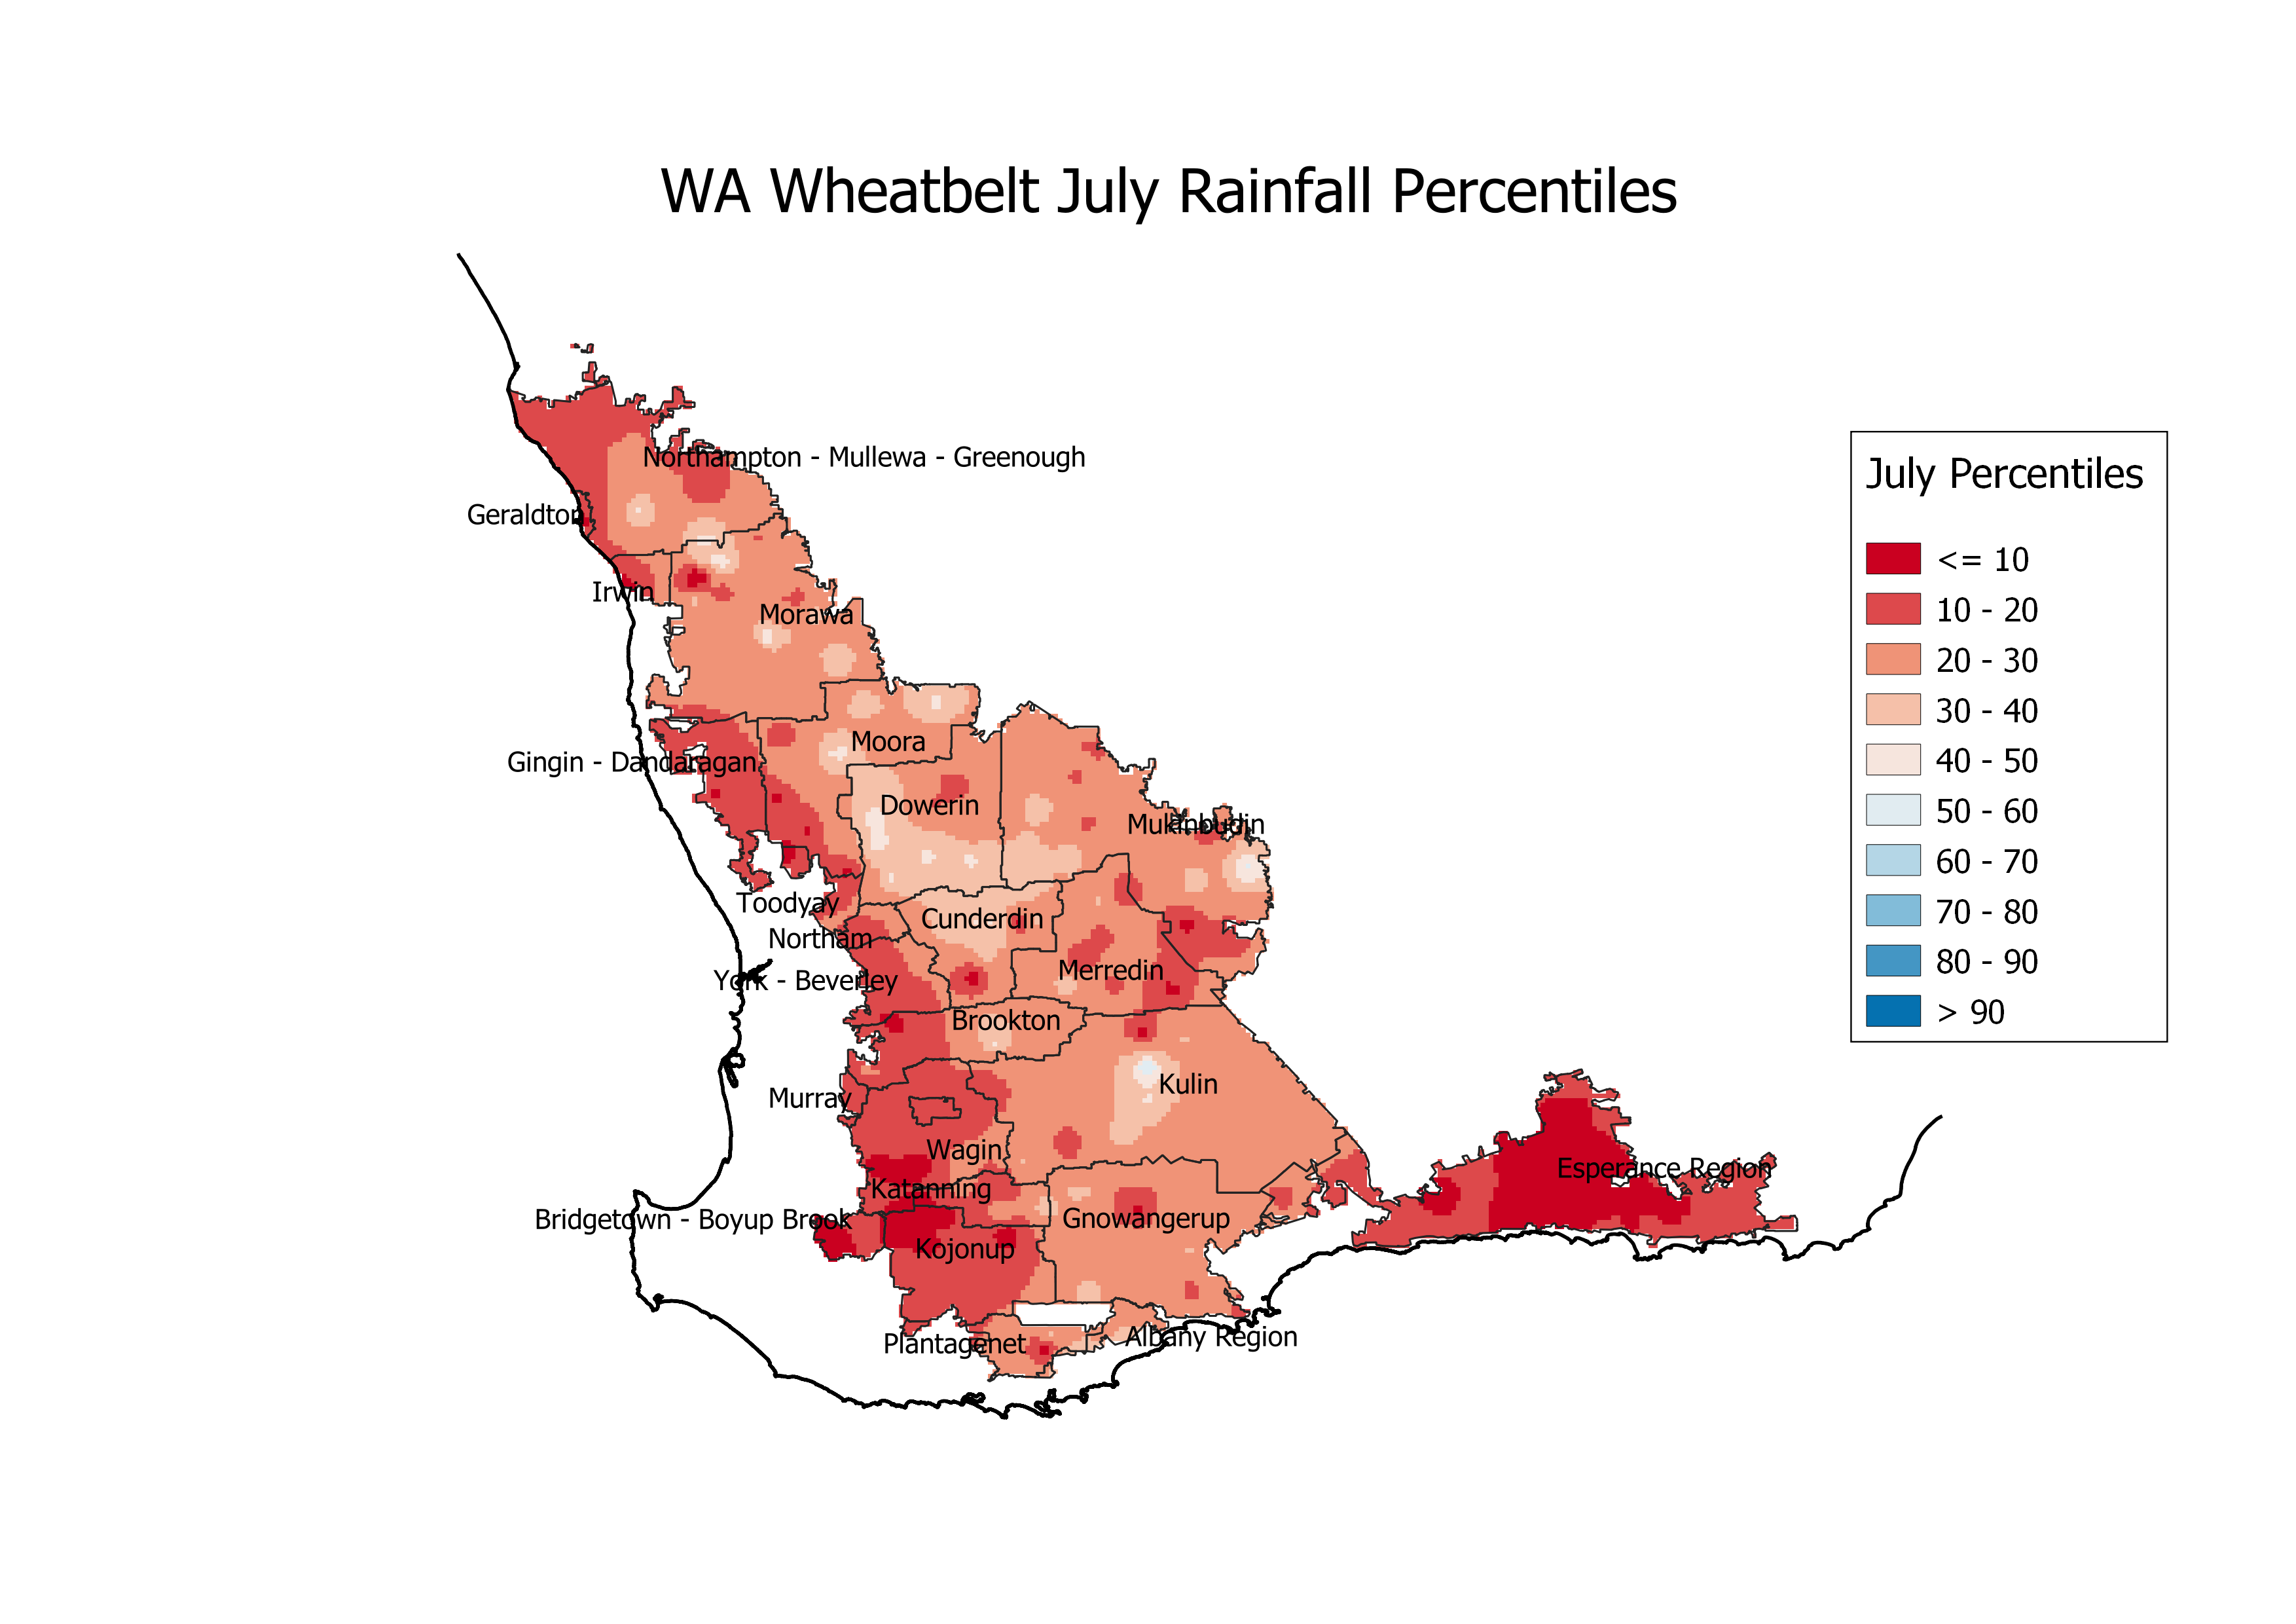 WA Wheatbelt July Rainfall Percentiles
Northampton - Mullewa - Greenough
Geraldton
Irwin
Morawa
Moora
Gingin - Dandaragan
Dowerin
Mukinbudin
Toodyay
Cunderdin
Northam
Merredin
York - Beverley
Brookton
Kulin
Murray
Wagin
Esperance Region
Katanning
Bridgetown - Boyup Brook
Gnowangerup
Kojonup
Plantagenet
Albany Region
July Percentiles
<= 10
10 - 20
20 - 30
30 - 40
40 - 50
50 - 60
60 - 70
70 - 80
80 - 90
> 90